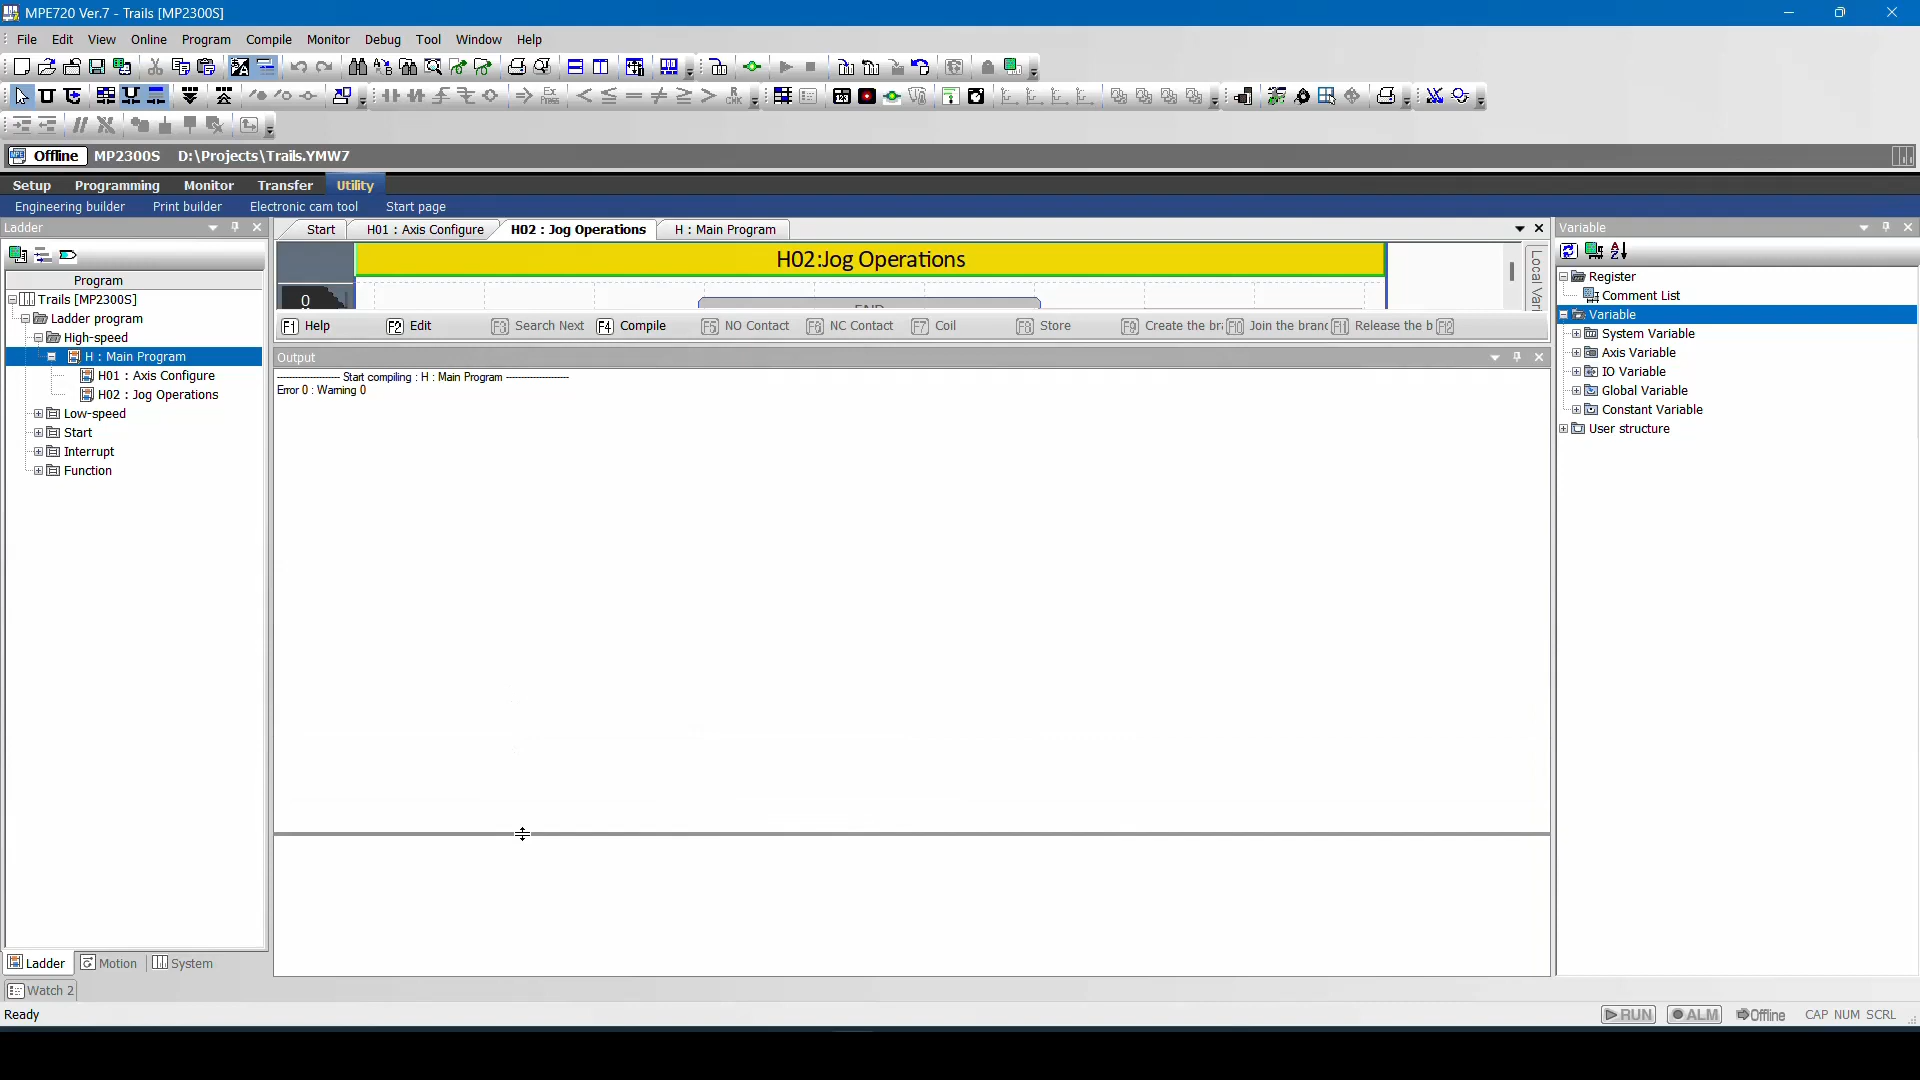 MPE720 Ver.7 - Trails [MP2300S]
File Edit View Online Program Compile Monitor Debug Tool Window Help
Offline MP2300S D:\Projects\Trails.YMW7
Setup Programming Monitor Transfer Utility
Engineering builder Print builder Electronic cam tool Start page
Ladder
Program
Trails [MP2300S]
Ladder program
High-speed
H : Main Program
H01 : Axis Configure
H02 : Jog Operations
Low-speed
Start
Interrupt
Function
Ladder Motion System
Watch 2
Start H01 : Axis Configure H02 : Jog Operations H : Main Program
H02:Jog Operations
0
Local Var
F1 Help F2 Edit F3 Search Next F4 Compile F5 NO Contact F6 NC Contact F7 Coil F8 Store F9 Create the br F10 Join the branc F11 Release the b F12
Output
-------------------- Start compiling : H : Main Program --------------------
Error 0 : Warning 0
Variable
Register
Comment List
Variable
System Variable
Axis Variable
IO Variable
Global Variable
Constant Variable
User structure
Ready
RUN ALM Offline CAP NUM SCRL